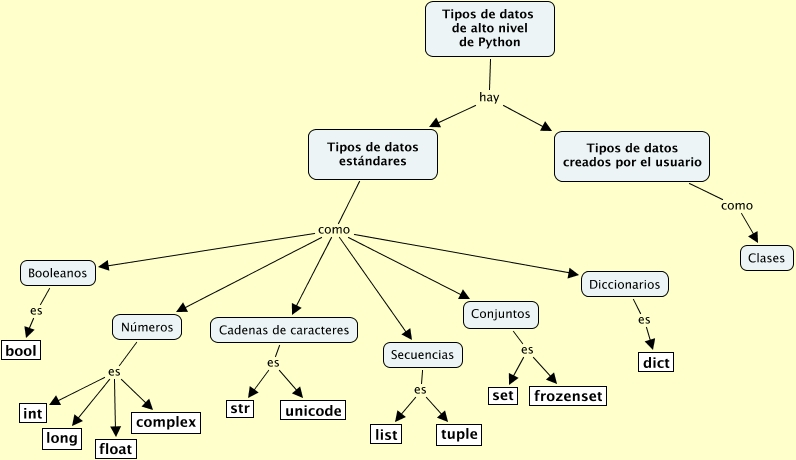 Tipos de datos
de alto nivel
de Python
hay
Tipos de datos
estándares
Tipos de datos
creados por el usuario
como
como
Clases
Booleanos
Diccionarios
es
Números
Cadenas de caracteres
Conjuntos
es
bool
Secuencias
es
es
es
dict
es
set
frozenset
int
str
unicode
long
complex
list
tuple
float